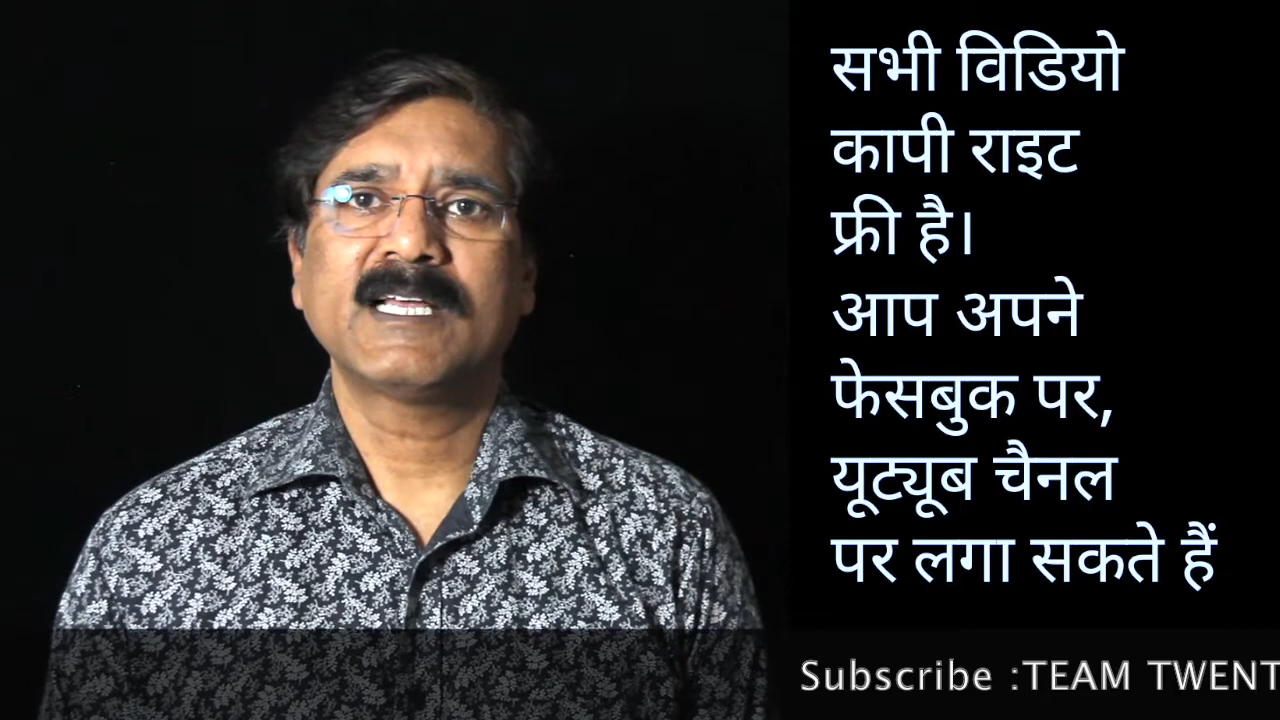 सभी विडियो
कापी राइट
फ्री है।
आप अपने
फेसबुक पर,
यूट्यूब चैनल
पर लगा सकते हैं
Subscribe :TEAM TWENT